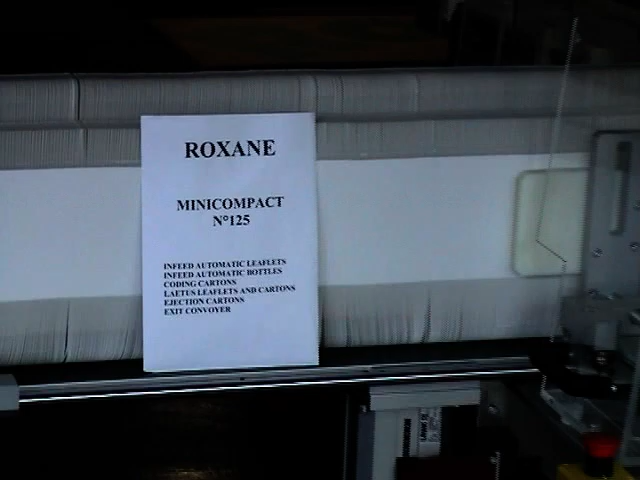 ROXANE
MINICOMPACT
N°125
INFEED AUTOMATIC LEAFLETS
INFEED AUTOMATIC BOTTLES
CODING CARTONS
LAETUS LEAFLETS AND CARTONS
EJECTION CARTONS
EXIT CONVOYER